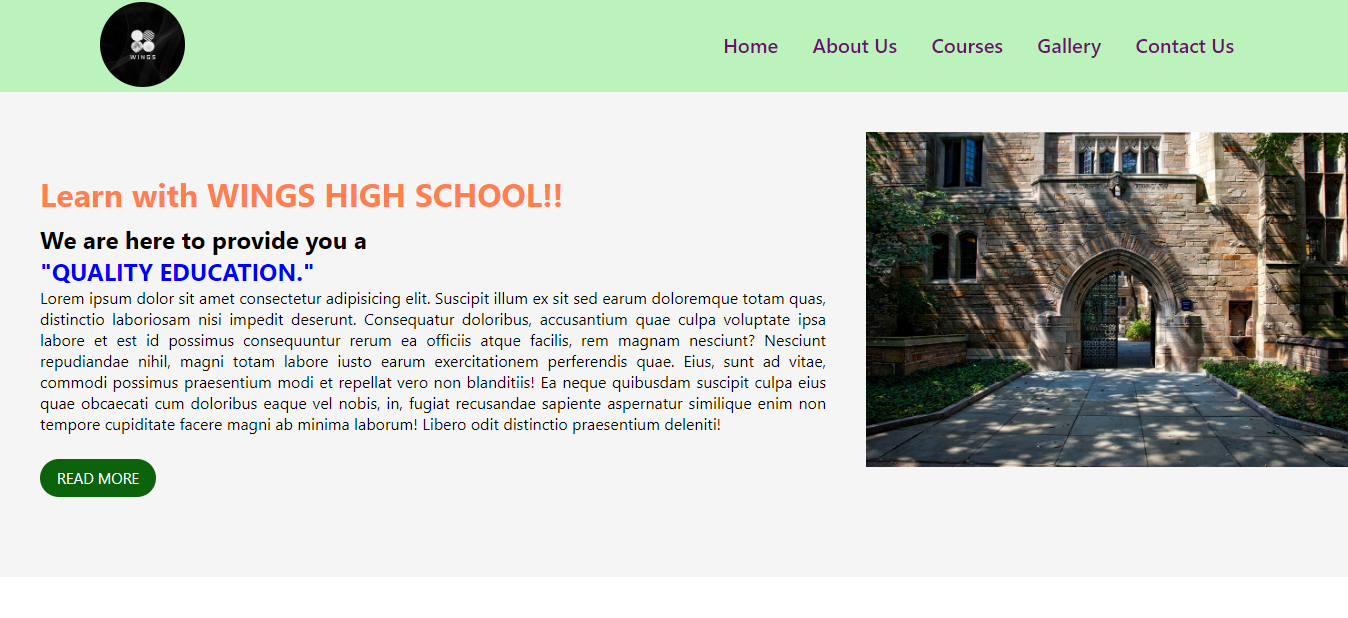 WINGS
Home About Us Courses Gallery Contact Us
Learn with WINGS HIGH SCHOOL!!
We are here to provide you a
"QUALITY EDUCATION."
Lorem ipsum dolor sit amet consectetur adipisicing elit. Suscipit illum ex sit sed earum doloremque totam quas,
distinctio laboriosam nisi impedit deserunt. Consequatur doloribus, accusantium quae culpa voluptate ipsa
labore et est id possimus consequuntur rerum ea officiis atque facilis, rem magnam nesciunt? Nesciunt
repudiandae nihil, magni totam labore iusto earum exercitationem perferendis quae. Eius, sunt ad vitae,
commodi possimus praesentium modi et repellat vero non blanditiis! Ea neque quibusdam suscipit culpa eius
quae obcaecati cum doloribus eaque vel nobis, in, fugiat recusandae sapiente aspernatur similique enim non
tempore cupiditate facere magni ab minima laborum! Libero odit distinctio praesentium deleniti!
READ MORE